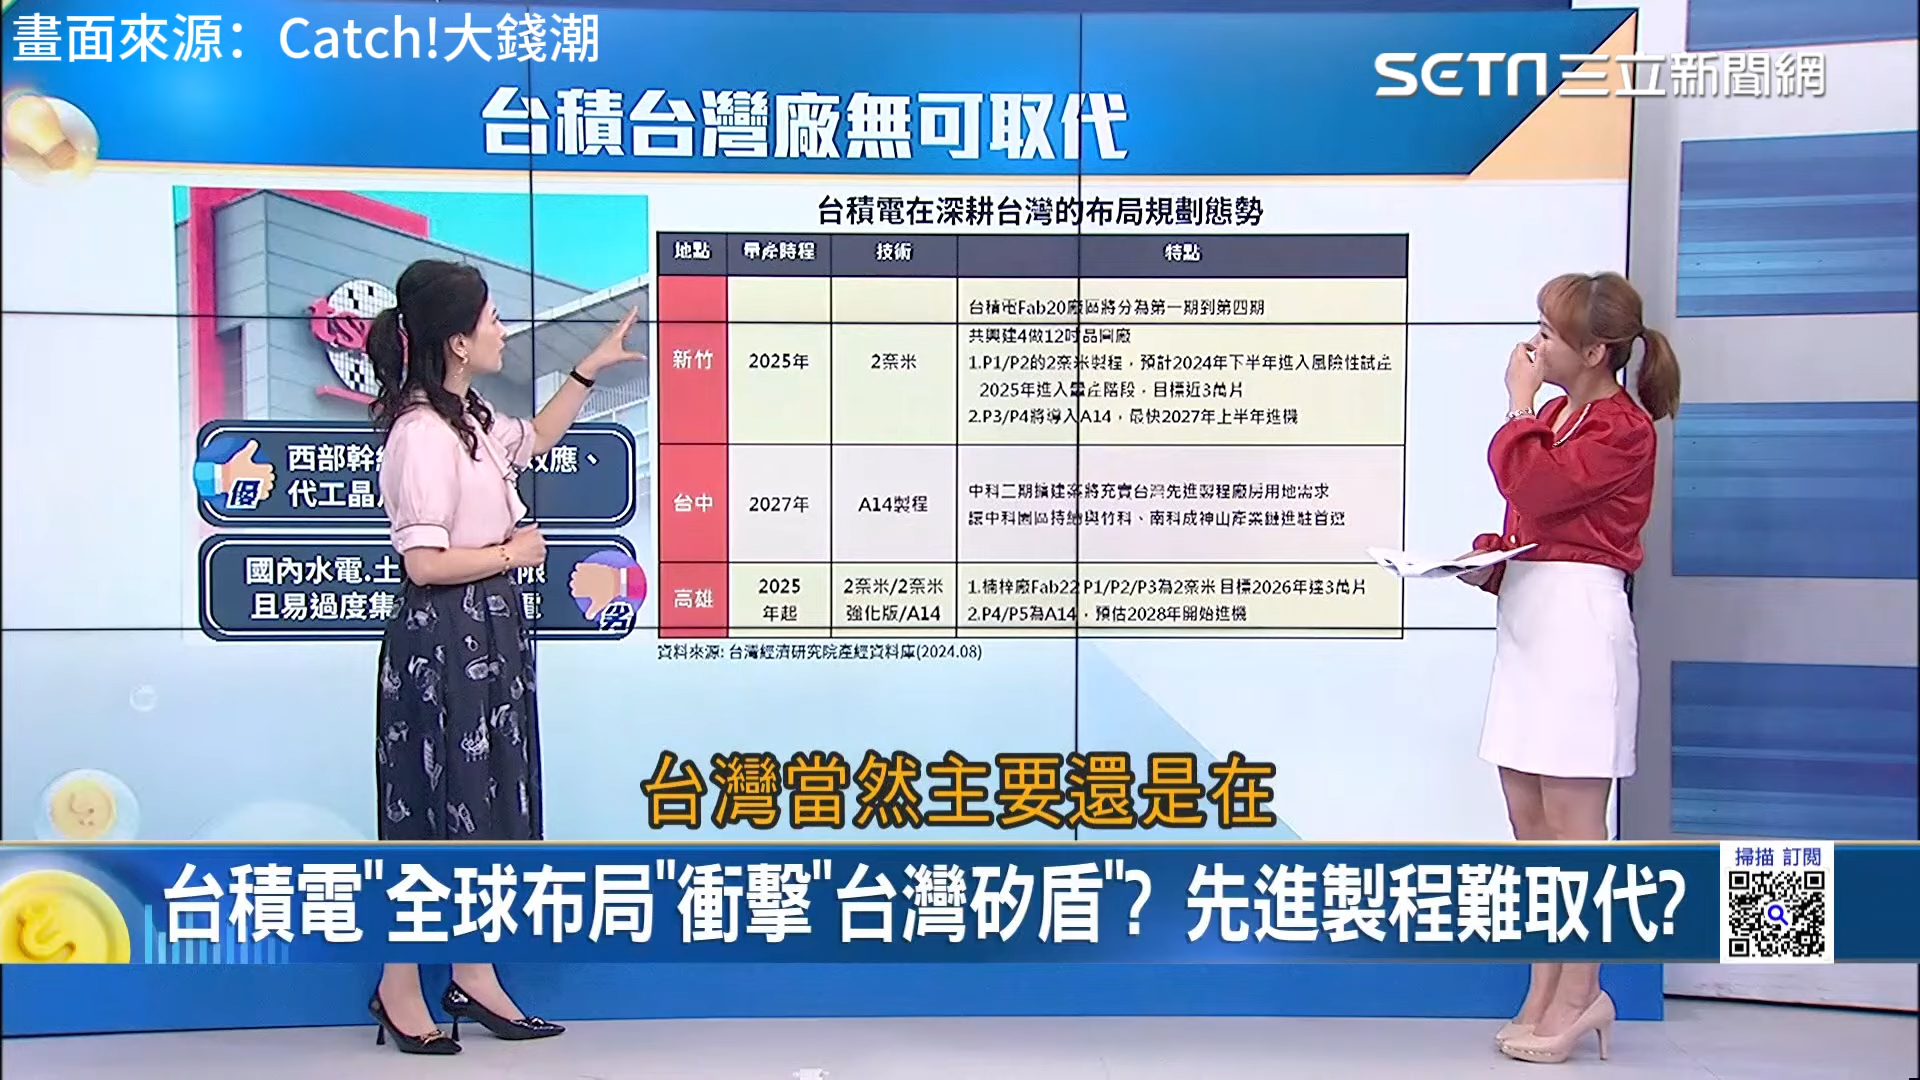 畫面來源：Catch!大錢潮
SETN三立新聞網
台積台灣廠無可取代
台積電在深耕台灣的布局規劃態勢
地點 量產時程 技術 特點
新竹 2025年 2奈米
台積電Fab20廠區將分為第一期到第四期
共興建4做12吋晶圓廠
1.P1/P2的2奈米製程，預計2024年下半年進入風險性試產
2025年進入量產階段，目標近3萬片
2.P3/P4將導入A14，最快2027年上半年進機
台中 2027年 A14製程
中科二期擴建案將充實台灣先進製程廠房用地需求
讓中科園區持續與竹科、南科成神山產業鏈進駐首選
高雄 2025年起 2奈米/2奈米強化版/A14
1.楠梓廠Fab22 P1/P2/P3為2奈米 目標2026年達3萬片
2.P4/P5為A14，預估2028年開始進機
資料來源: 台灣經濟研究院產經資料庫(2024.08)
優
西部幹 效應、
代工晶
國內水電.土 限
且易過度集 電
劣
台灣當然主要還是在
台積電"全球布局"衝擊"台灣矽盾"? 先進製程難取代?
掃描 訂閱